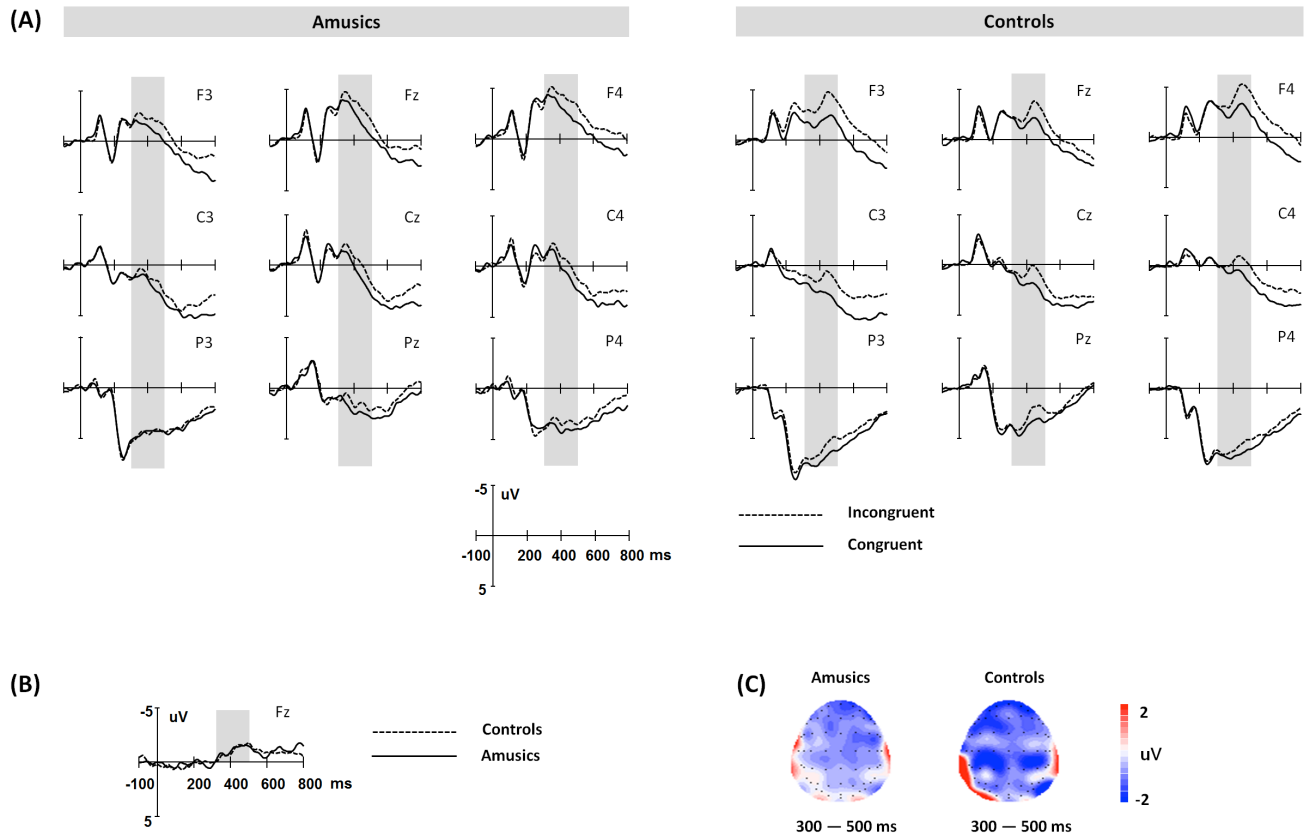 (A)
Amusics
Controls
F3 Fz F4 F3 Fz F4
C3 Cz C4 C3 Cz C4
P3 Pz P4 P3 Pz P4
-5
uV
-100 200 400 600 800 ms
5
Incongruent
Congruent
(B)
-5
uV
Fz
-100 200 400 600 800 ms
5
Controls
Amusics
(C)
Amusics
Controls
2
uV
-2
300 — 500 ms
300 — 500 ms